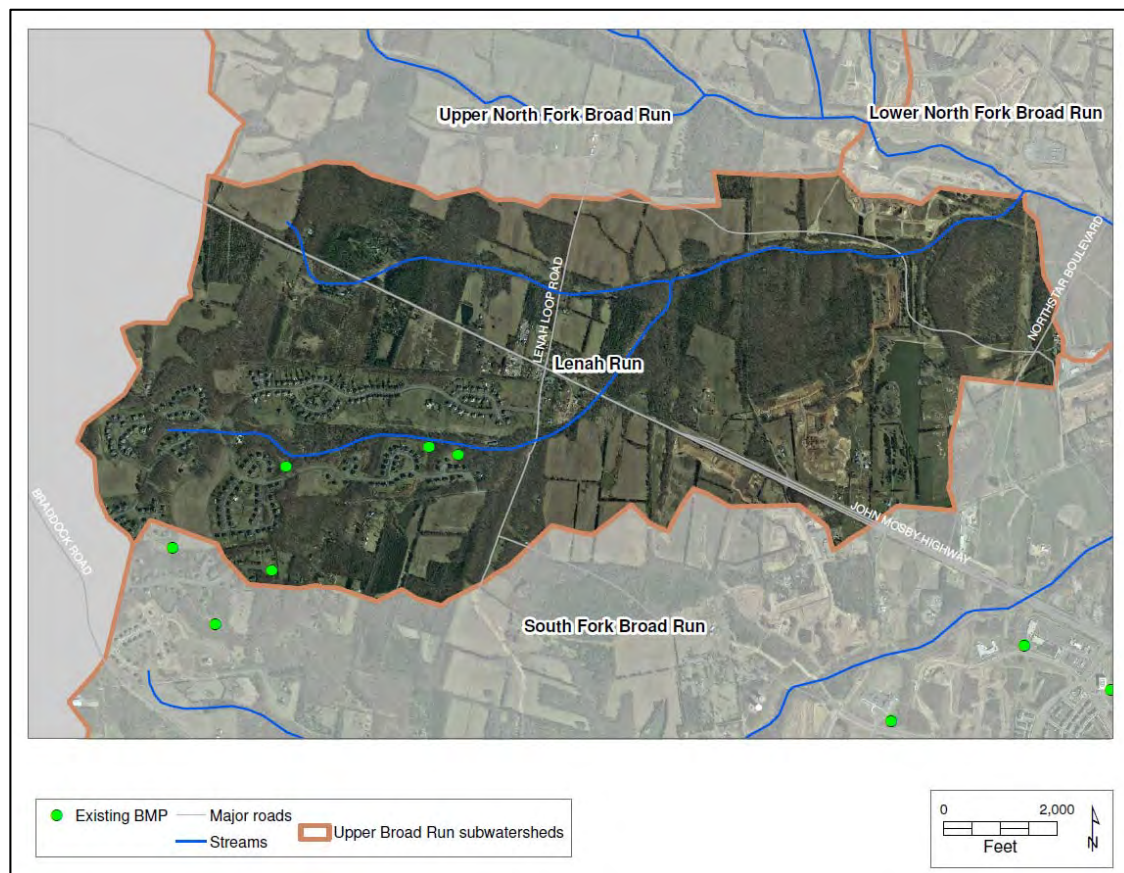 Upper North Fork Broad Run
Lower North Fork Broad Run
NORTHSTAR BOULEVARD
LENAH LOOP ROAD
Lenah Run
BRADDOCK ROAD
JOHN MOSBY HIGHWAY
South Fork Broad Run
Existing BMP
Major roads
Streams
Upper Broad Run subwatersheds
0 2,000
Feet
N